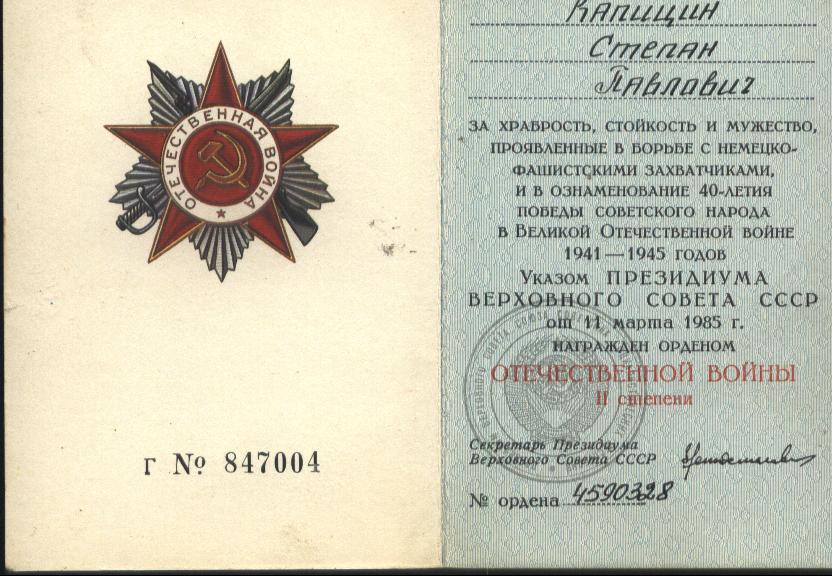 ОТЕЧЕСТВЕННАЯ ВОЙНА
Г № 847004
Капицин
Степан
Павлавич
ЗА ХРАБРОСТЬ, СТОЙКОСТЬ И МУЖЕСТВО,
ПРОЯВЛЕННЫЕ В БОРЬБЕ С НЕМЕЦКО-
ФАШИСТСКИМИ ЗАХВАТЧИКАМИ,
И В ОЗНАМЕНОВАНИЕ 40-ЛЕТИЯ
ПОБЕДЫ СОВЕТСКОГО НАРОДА
В ВЕЛИКОЙ ОТЕЧЕСТВЕННОЙ ВОЙНЕ
1941—1945 ГОДОВ
УКАЗОМ ПРЕЗИДИУМА
ВЕРХОВНОГО СОВЕТА СССР
от 11 марта 1985 г.
НАГРАЖДЕН ОРДЕНОМ
ОТЕЧЕСТВЕННОЙ ВОЙНЫ
II степени
Секретарь Президиума
Верховного Совета СССР
№ ордена 4590328